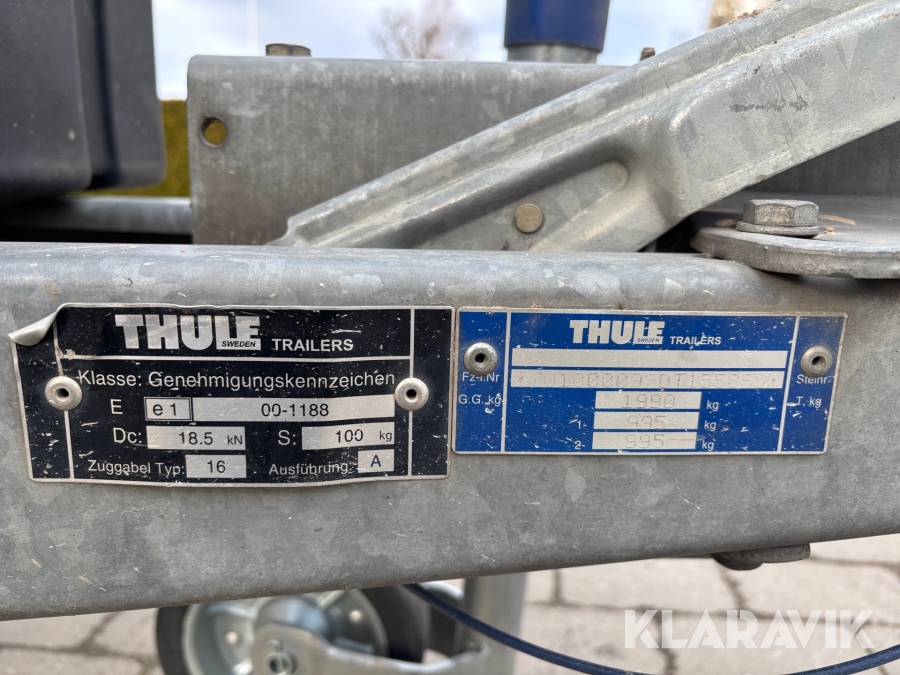 THULE
SWEDEN TRAILERS
Klasse: Genehmigungskennzeichen
E e 1 00-1188
Dc: 18.5 kN S: 100 kg
Zuggabel Typ: 16 Ausführung: A
THULE
SWEDEN TRAILERS
Fz-I.Nr Steinr
G.G. kg 1990 kg T, kg
1- 995 kg
2- 995 kg
KLARAVIK